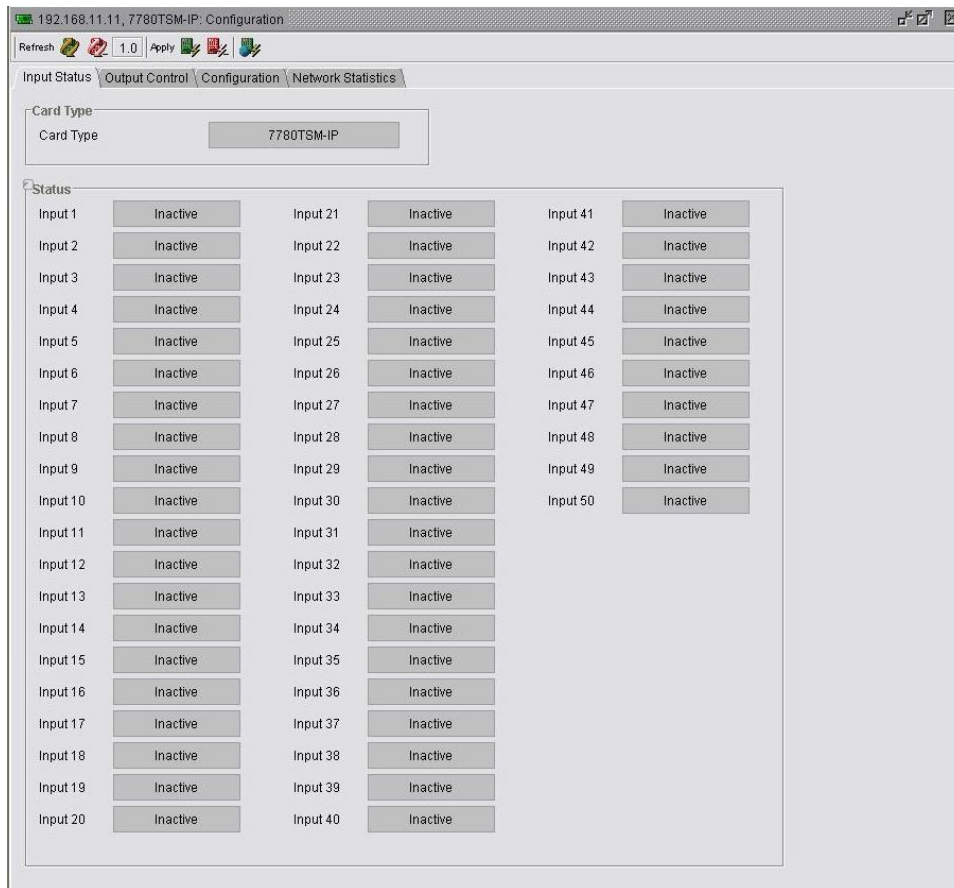 192.168.11.11, 7780TSM-IP: Configuration
Refresh 1.0 Apply
Input Status Output Control Configuration Network Statistics
Card Type
Card Type 7780TSM-IP
Status
Input 1 Inactive Input 21 Inactive Input 41 Inactive
Input 2 Inactive Input 22 Inactive Input 42 Inactive
Input 3 Inactive Input 23 Inactive Input 43 Inactive
Input 4 Inactive Input 24 Inactive Input 44 Inactive
Input 5 Inactive Input 25 Inactive Input 45 Inactive
Input 6 Inactive Input 26 Inactive Input 46 Inactive
Input 7 Inactive Input 27 Inactive Input 47 Inactive
Input 8 Inactive Input 28 Inactive Input 48 Inactive
Input 9 Inactive Input 29 Inactive Input 49 Inactive
Input 10 Inactive Input 30 Inactive Input 50 Inactive
Input 11 Inactive Input 31 Inactive
Input 12 Inactive Input 32 Inactive
Input 13 Inactive Input 33 Inactive
Input 14 Inactive Input 34 Inactive
Input 15 Inactive Input 35 Inactive
Input 16 Inactive Input 36 Inactive
Input 17 Inactive Input 37 Inactive
Input 18 Inactive Input 38 Inactive
Input 19 Inactive Input 39 Inactive
Input 20 Inactive Input 40 Inactive